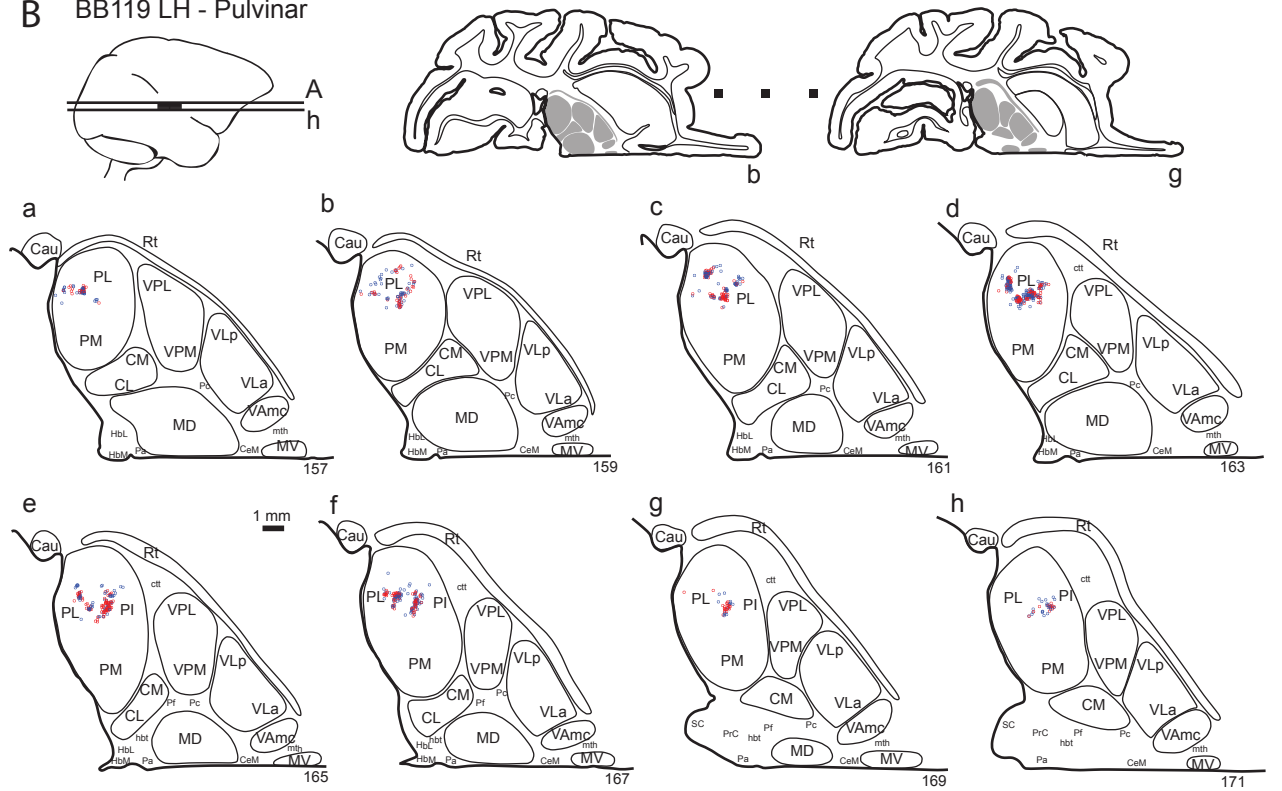 B BB119 LH - Pulvinar
A
h
b
g
a
Cau
Rt
PL
VPL
PM
VPM
VLp
CM
CL
Pc
VLa
MD
VAmc
HbL
HbM
Pa
CeM
mth
MV
157
b
Cau
Rt
PL
VPL
PM
CM
VPM
VLp
CL
Pc
VLa
MD
VAmc
HbL
HbM
Pa
CeM
mth
MV
159
c
Cau
Rt
PL
VPL
PM
VPM
VLp
CM
CL
Pc
VLa
MD
VAmc
HbL
HbM
Pa
CeM
mth
MV
161
d
Cau
Rt
ctt
PL
VPL
PM
CM
VPM
VLp
CL
Pc
VLa
MD
VAmc
HbL
HbM
Pa
CeM
mth
MV
163
e
1 mm
Cau
Rt
ctt
PL
PI
VPL
PM
VPM
VLp
CM
Pf
Pc
CL
VLa
hbt
MD
VAmc
HbL
HbM
Pa
CeM
mth
MV
165
f
Cau
Rt
ctt
PL
PI
VPL
PM
VPM
VLp
CM
Pf
Pc
CL
VLa
hbt
MD
VAmc
HbL
HbM
Pa
CeM
mth
MV
167
g
Cau
Rt
ctt
PL
PI
VPL
PM
VPM
VLp
CM
VLa
SC
PrC
hbt
Pf
Pc
VAmc
MD
Pa
CeM
mth
MV
169
h
Cau
Rt
ctt
PL
PI
VPL
PM
VPM
VLp
CM
VLa
SC
PrC
hbt
Pf
Pc
VAmc
Pa
CeM
mth
MV
171